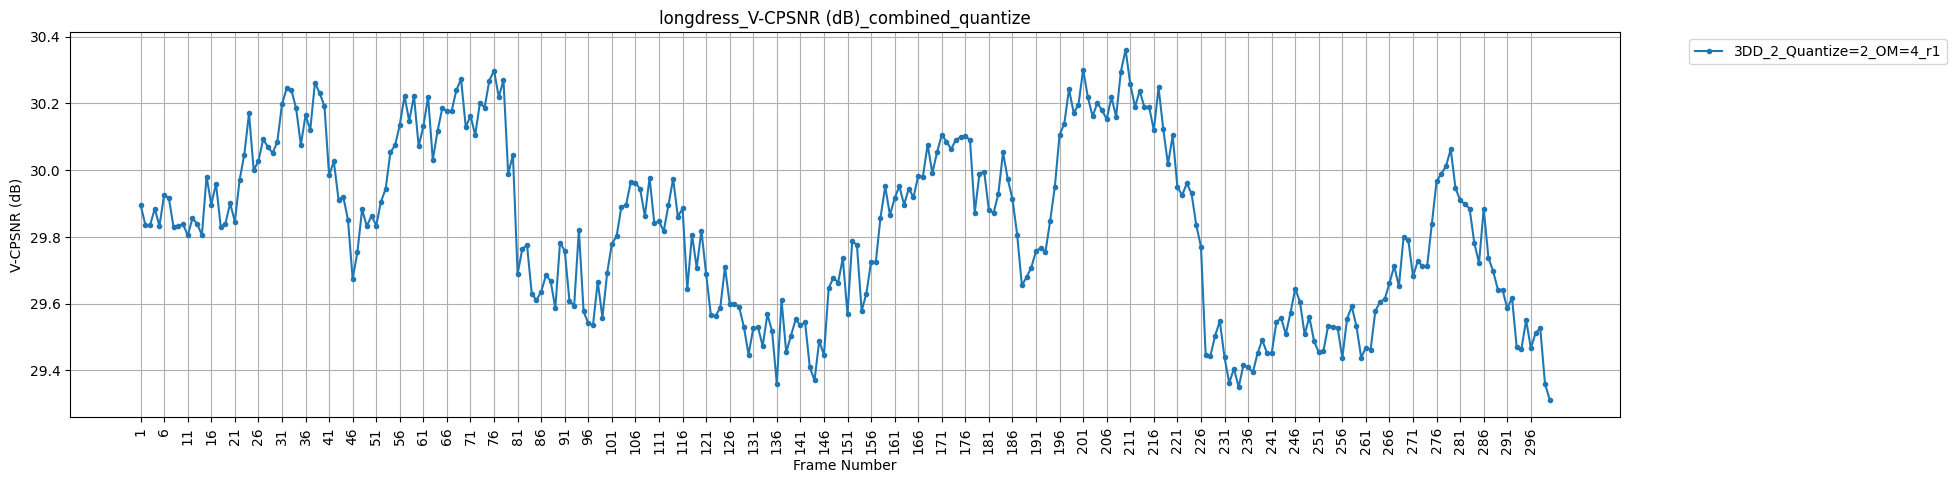 longdress_V-CPSNR (dB)_combined_quantize
3DD_2_Quantize=2_OM=4_r1
V-CPSNR (dB)
30.4
30.2
30.0
29.8
29.6
29.4
1 6 11 16 21 26 31 36 41 46 51 56 61 66 71 76 81 86 91 96 101 106 111 116 121 126 131 136 141 146 151 156 161 166 171 176 181 186 191 196 201 206 211 216 221 226 231 236 241 246 251 256 261 266 271 276 281 286 291 296
Frame Number